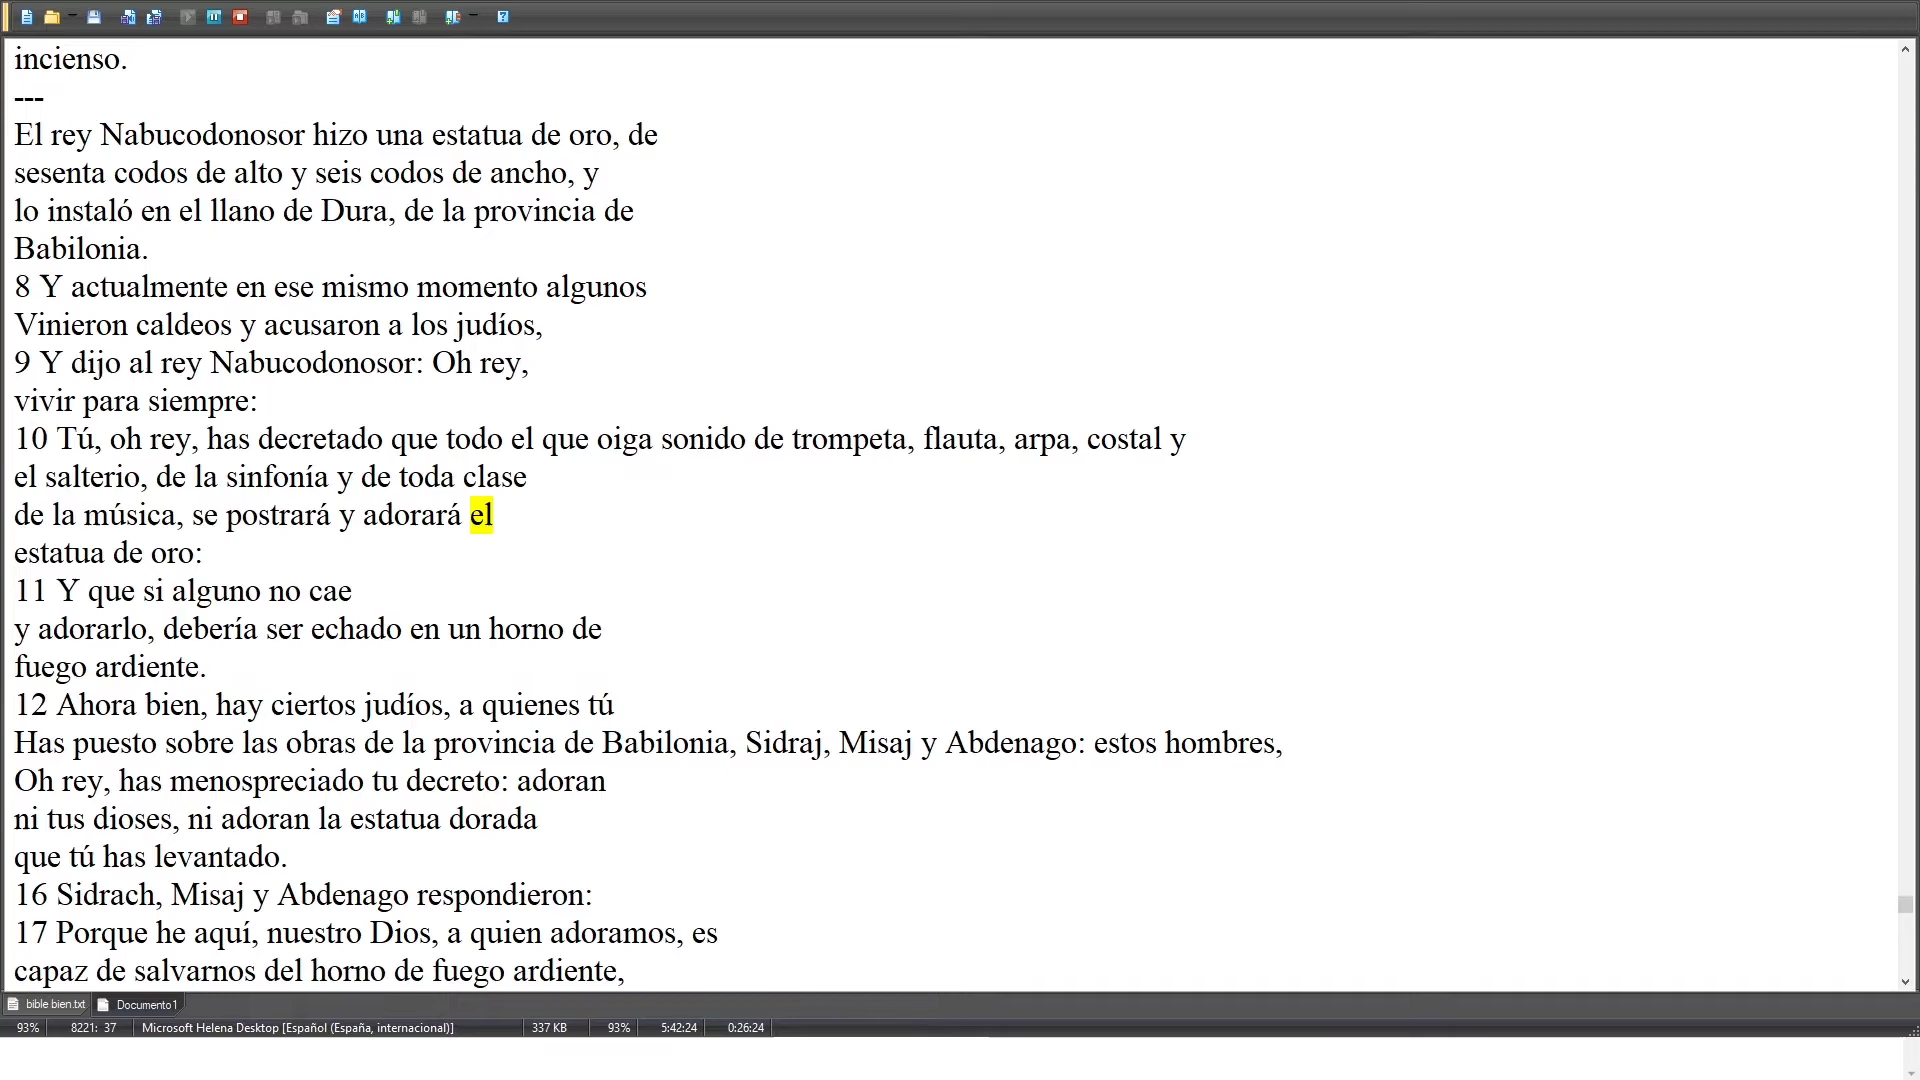 incienso.
---
El rey Nabucodonosor hizo una estatua de oro, de
sesenta codos de alto y seis codos de ancho, y
lo instaló en el llano de Dura, de la provincia de
Babilonia.
8 Y actualmente en ese mismo momento algunos
Vinieron caldeos y acusaron a los judíos,
9 Y dijo al rey Nabucodonosor: Oh rey,
vivir para siempre:
10 Tú, oh rey, has decretado que todo el que oiga sonido de trompeta, flauta, arpa, costal y
el salterio, de la sinfonía y de toda clase
de la música, se postrará y adorará el
estatua de oro:
11 Y que si alguno no cae
y adorarlo, debería ser echado en un horno de
fuego ardiente.
12 Ahora bien, hay ciertos judíos, a quienes tú
Has puesto sobre las obras de la provincia de Babilonia, Sidraj, Misaj y Abdenago: estos hombres,
Oh rey, has menospreciado tu decreto: adoran
ni tus dioses, ni adoran la estatua dorada
que tú has levantado.
16 Sidrach, Misaj y Abdenago respondieron:
17 Porque he aquí, nuestro Dios, a quien adoramos, es
capaz de salvarnos del horno de fuego ardiente,
bible bien.txt Documento1
93% 8221: 37 Microsoft Helena Desktop [Español (España, internacional)] 337 KB 93% 5:42:24 0:26:24